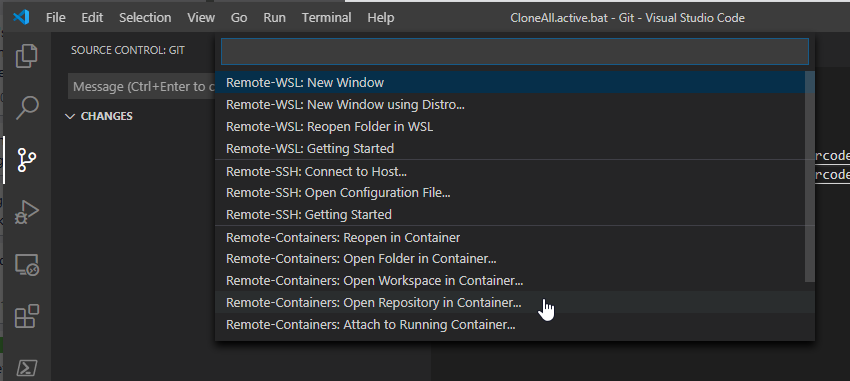 File Edit Selection View Go Run Terminal Help CloneAll.active.bat - Git - Visual Studio Code
SOURCE CONTROL: GIT
Message (Ctrl+Enter to c
CHANGES
Remote-WSL: New Window
Remote-WSL: New Window using Distro...
Remote-WSL: Reopen Folder in WSL
Remote-WSL: Getting Started
Remote-SSH: Connect to Host...
Remote-SSH: Open Configuration File...
Remote-SSH: Getting Started
Remote-Containers: Reopen in Container
Remote-Containers: Open Folder in Container...
Remote-Containers: Open Workspace in Container...
Remote-Containers: Open Repository in Container...
Remote-Containers: Attach to Running Container...
rcode
rcode